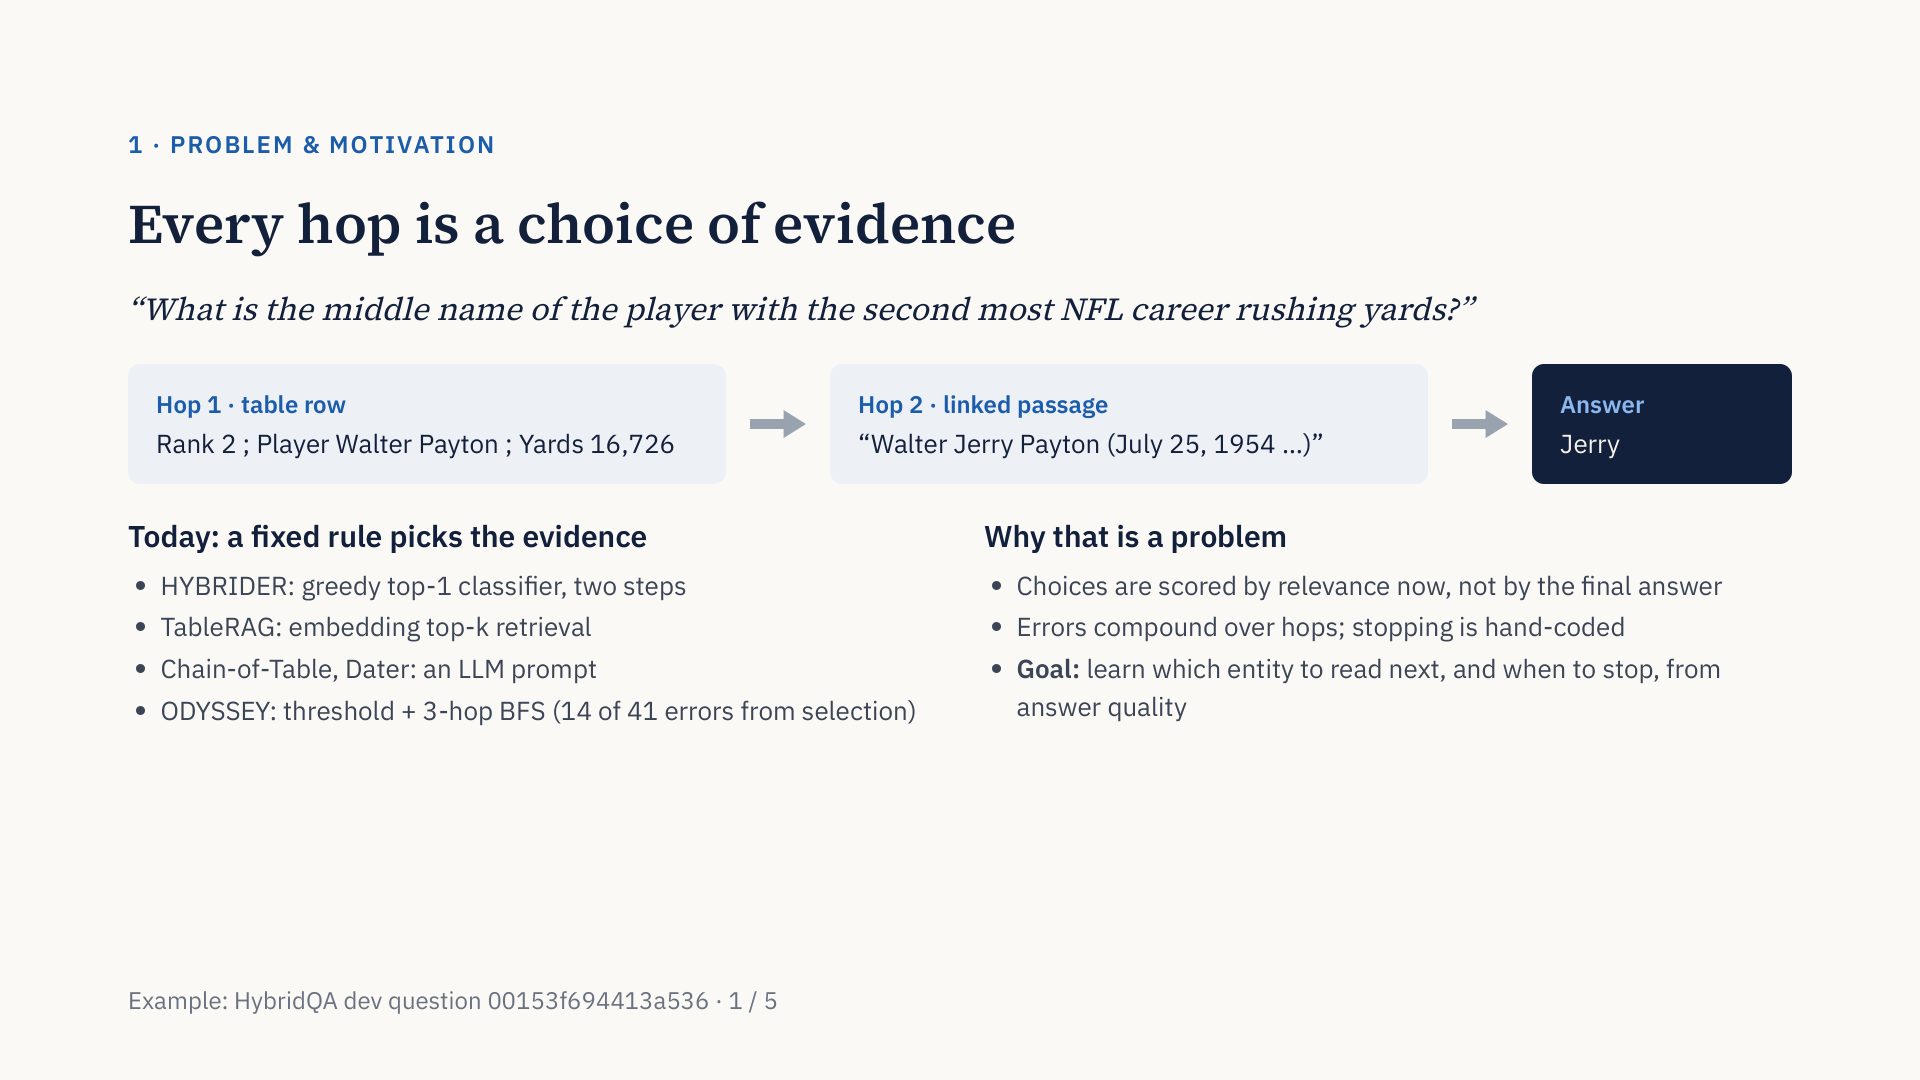 1 · PROBLEM & MOTIVATION
Every hop is a choice of evidence
“What is the middle name of the player with the second most NFL career rushing yards?”
Hop 1 · table row
Rank 2 ; Player Walter Payton ; Yards 16,726
Hop 2 · linked passage
“Walter Jerry Payton (July 25, 1954 ...)”
Answer
Jerry
Today: a fixed rule picks the evidence
• HYBRIDER: greedy top-1 classifier, two steps
• TableRAG: embedding top-k retrieval
• Chain-of-Table, Dater: an LLM prompt
• ODYSSEY: threshold + 3-hop BFS (14 of 41 errors from selection)
Why that is a problem
• Choices are scored by relevance now, not by the final answer
• Errors compound over hops; stopping is hand-coded
• Goal: learn which entity to read next, and when to stop, from
answer quality
Example: HybridQA dev question 00153f694413a536 · 1 / 5